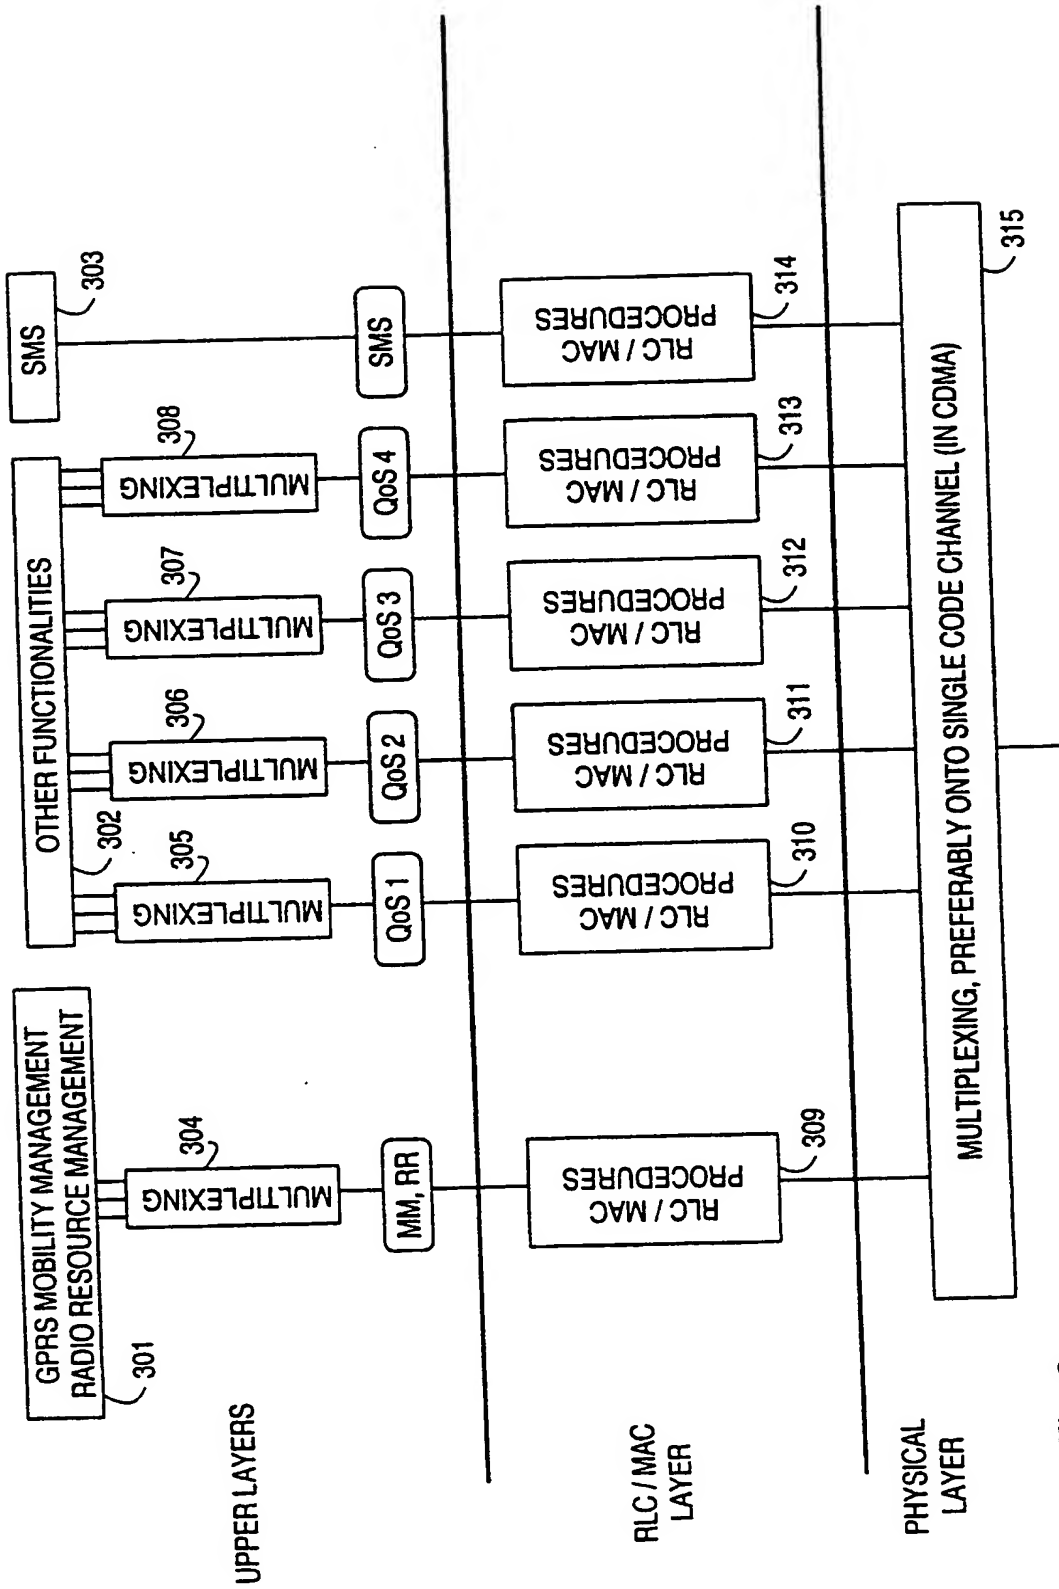 GPRS MOBILITY MANAGEMENT
RADIO RESOURCE MANAGEMENT
301
OTHER FUNCTIONALITIES
302
SMS
303
UPPER LAYERS
304
MULTIPLEXING
305
MULTIPLEXING
306
MULTIPLEXING
307
MULTIPLEXING
308
MULTIPLEXING
MM, RR
QoS 1
QoS 2
QoS 3
QoS 4
SMS
RLC / MAC
LAYER
RLC / MAC
PROCEDURES
309
RLC / MAC
PROCEDURES
310
RLC / MAC
PROCEDURES
311
RLC / MAC
PROCEDURES
312
RLC / MAC
PROCEDURES
313
RLC / MAC
PROCEDURES
314
PHYSICAL
LAYER
MULTIPLEXING, PREFERABLY ONTO SINGLE CODE CHANNEL (IN CDMA)
315